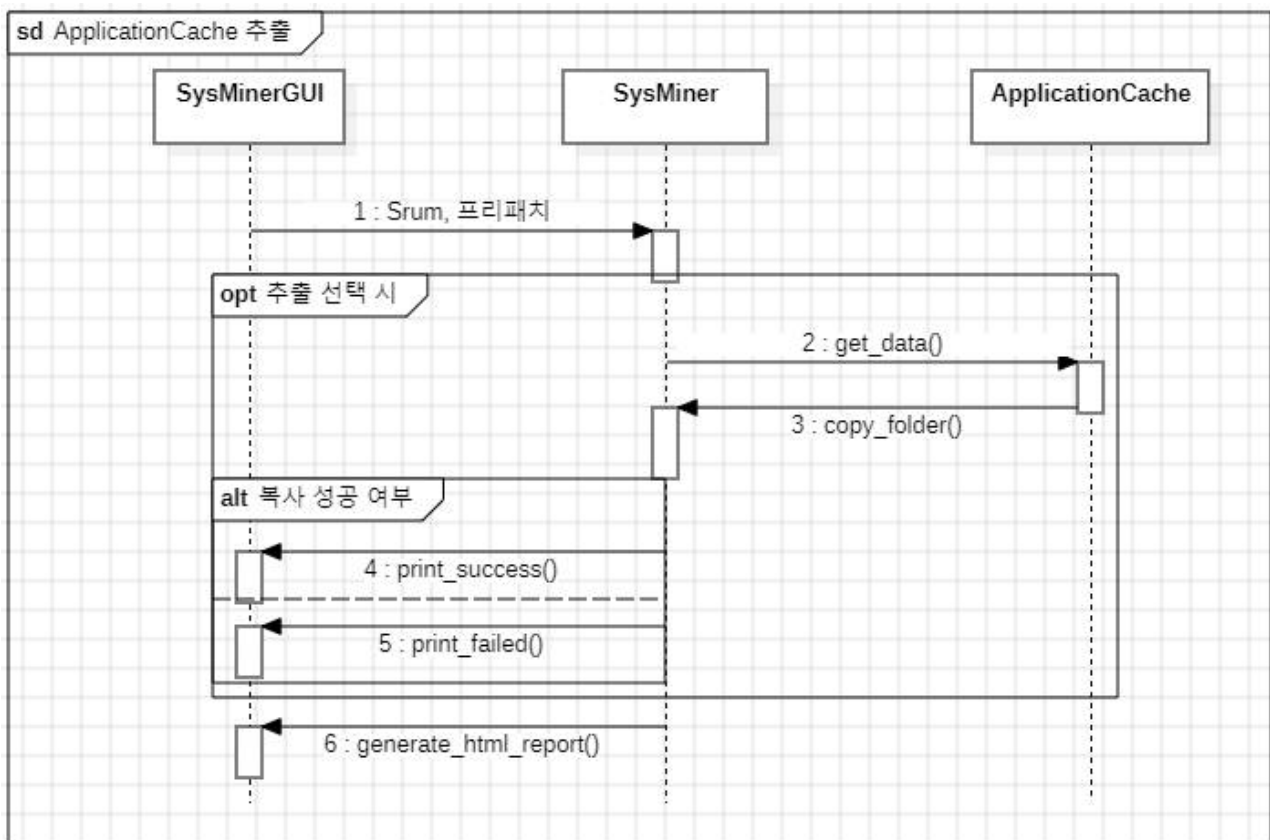 sd ApplicationCache 추출
SysMinerGUI
SysMiner
ApplicationCache
1 : Srum, 프리패치
opt 추출 선택 시
2 : get_data()
3 : copy_folder()
alt 복사 성공 여부
4 : print_success()
5 : print_failed()
6 : generate_html_report()